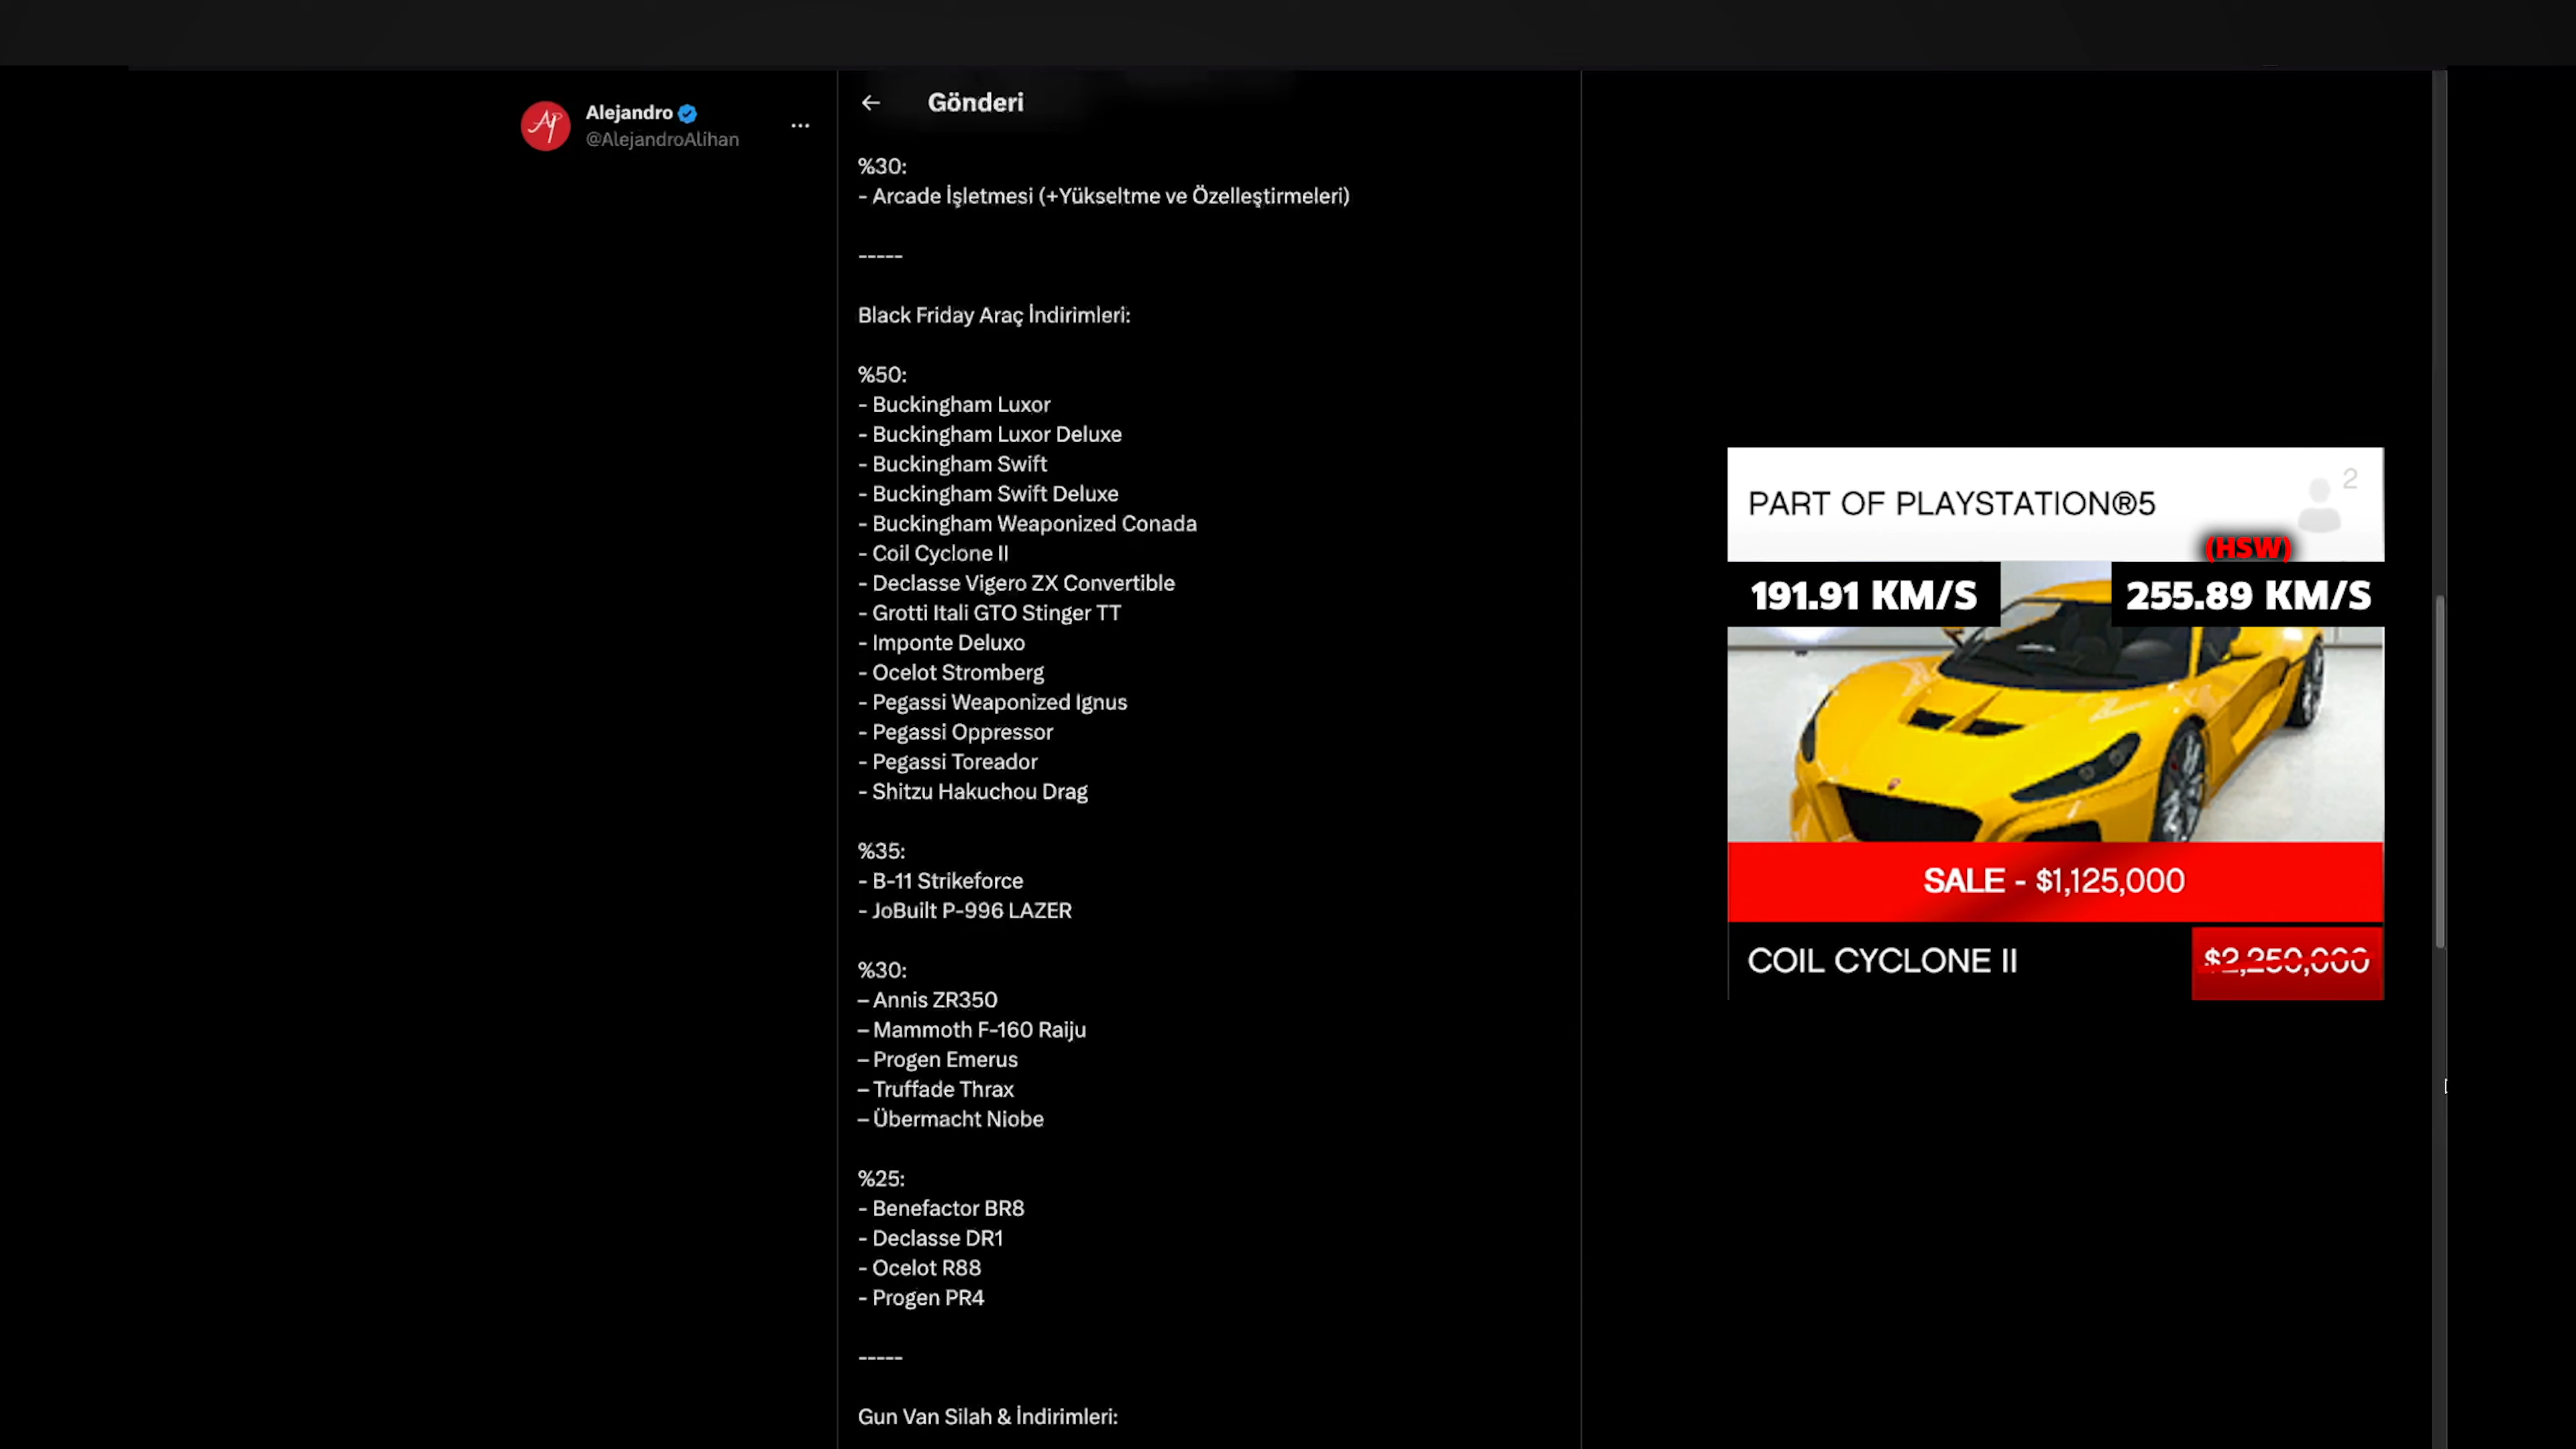 Alejandro
@AlejandroAlihan
Gönderi
%30:
- Arcade İşletmesi (+Yükseltme ve Özelleştirmeleri)
-----
Black Friday Araç İndirimleri:
%50:
- Buckingham Luxor
- Buckingham Luxor Deluxe
- Buckingham Swift
- Buckingham Swift Deluxe
- Buckingham Weaponized Conada
- Coil Cyclone II
- Declasse Vigero ZX Convertible
- Grotti Itali GTO Stinger TT
- Imponte Deluxo
- Ocelot Stromberg
- Pegassi Weaponized Ignus
- Pegassi Oppressor
- Pegassi Toreador
- Shitzu Hakuchou Drag
%35:
- B-11 Strikeforce
- JoBuilt P-996 LAZER
%30:
– Annis ZR350
– Mammoth F-160 Raiju
– Progen Emerus
– Truffade Thrax
– Übermacht Niobe
%25:
- Benefactor BR8
- Declasse DR1
- Ocelot R88
- Progen PR4
-----
Gun Van Silah & İndirimleri:
PART OF PLAYSTATION®5
2
(HSW)
191.91 KM/S
255.89 KM/S
SALE - $1,125,000
COIL CYCLONE II
$2,250,000